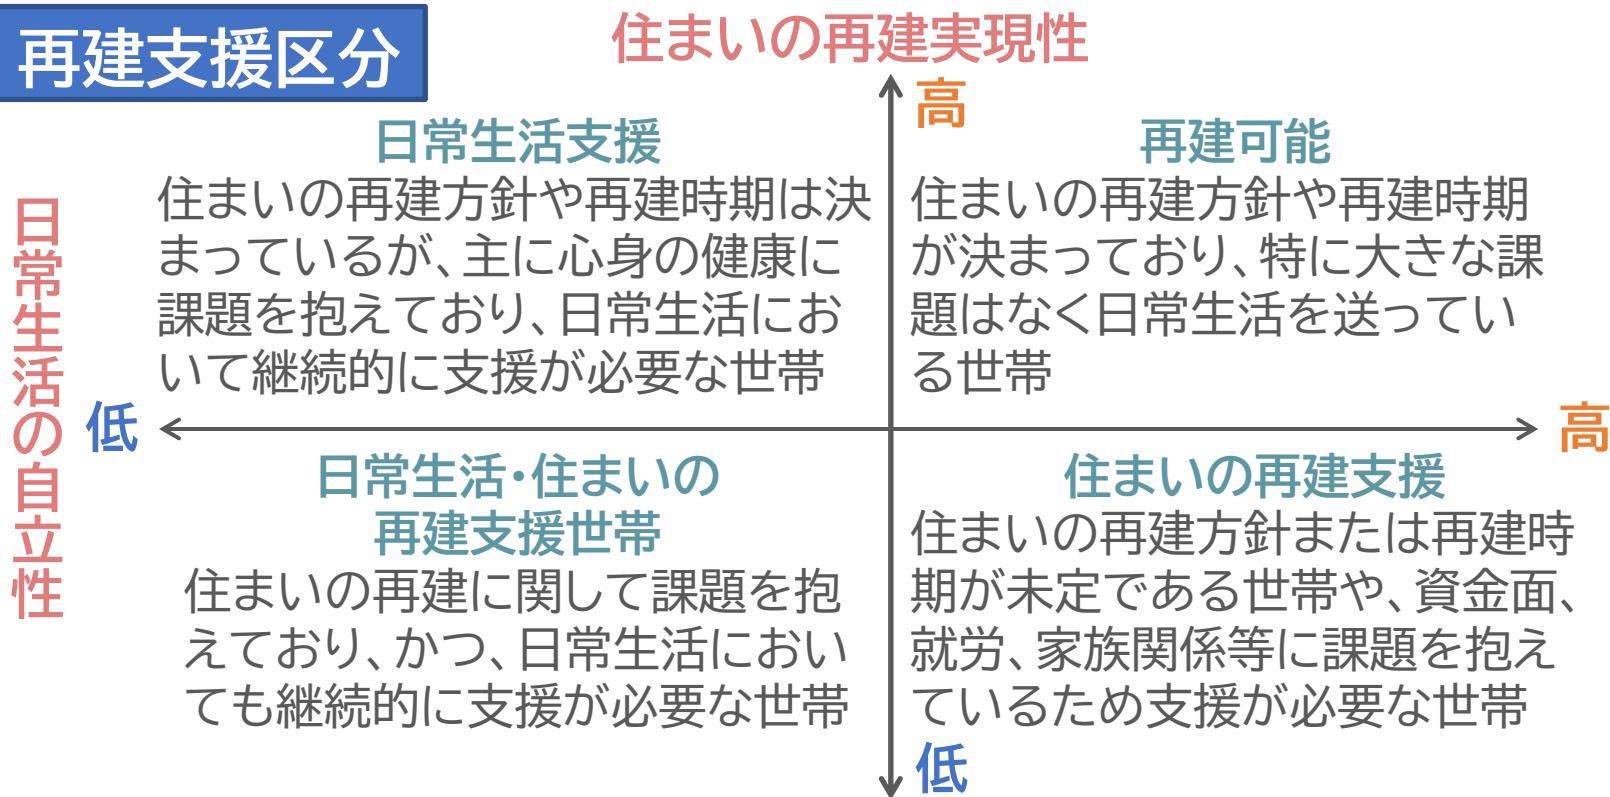 再建支援区分
住まいの再建実現性
高
日常生活支援
住まいの再建方針や再建時期は決
まっているが、主に心身の健康に
課題を抱えており、日常生活にお
いて継続的に支援が必要な世帯
再建可能
住まいの再建方針や再建時期
が決まっており、特に大きな課
題はなく日常生活を送ってい
る世帯
日常生活の自立性
低
高
日常生活・住まいの
再建支援世帯
住まいの再建に関して課題を抱
えており、かつ、日常生活におい
ても継続的に支援が必要な世帯
住まいの再建支援
住まいの再建方針または再建時
期が未定である世帯や、資金面、
就労、家族関係等に課題を抱え
ているため支援が必要な世帯
低